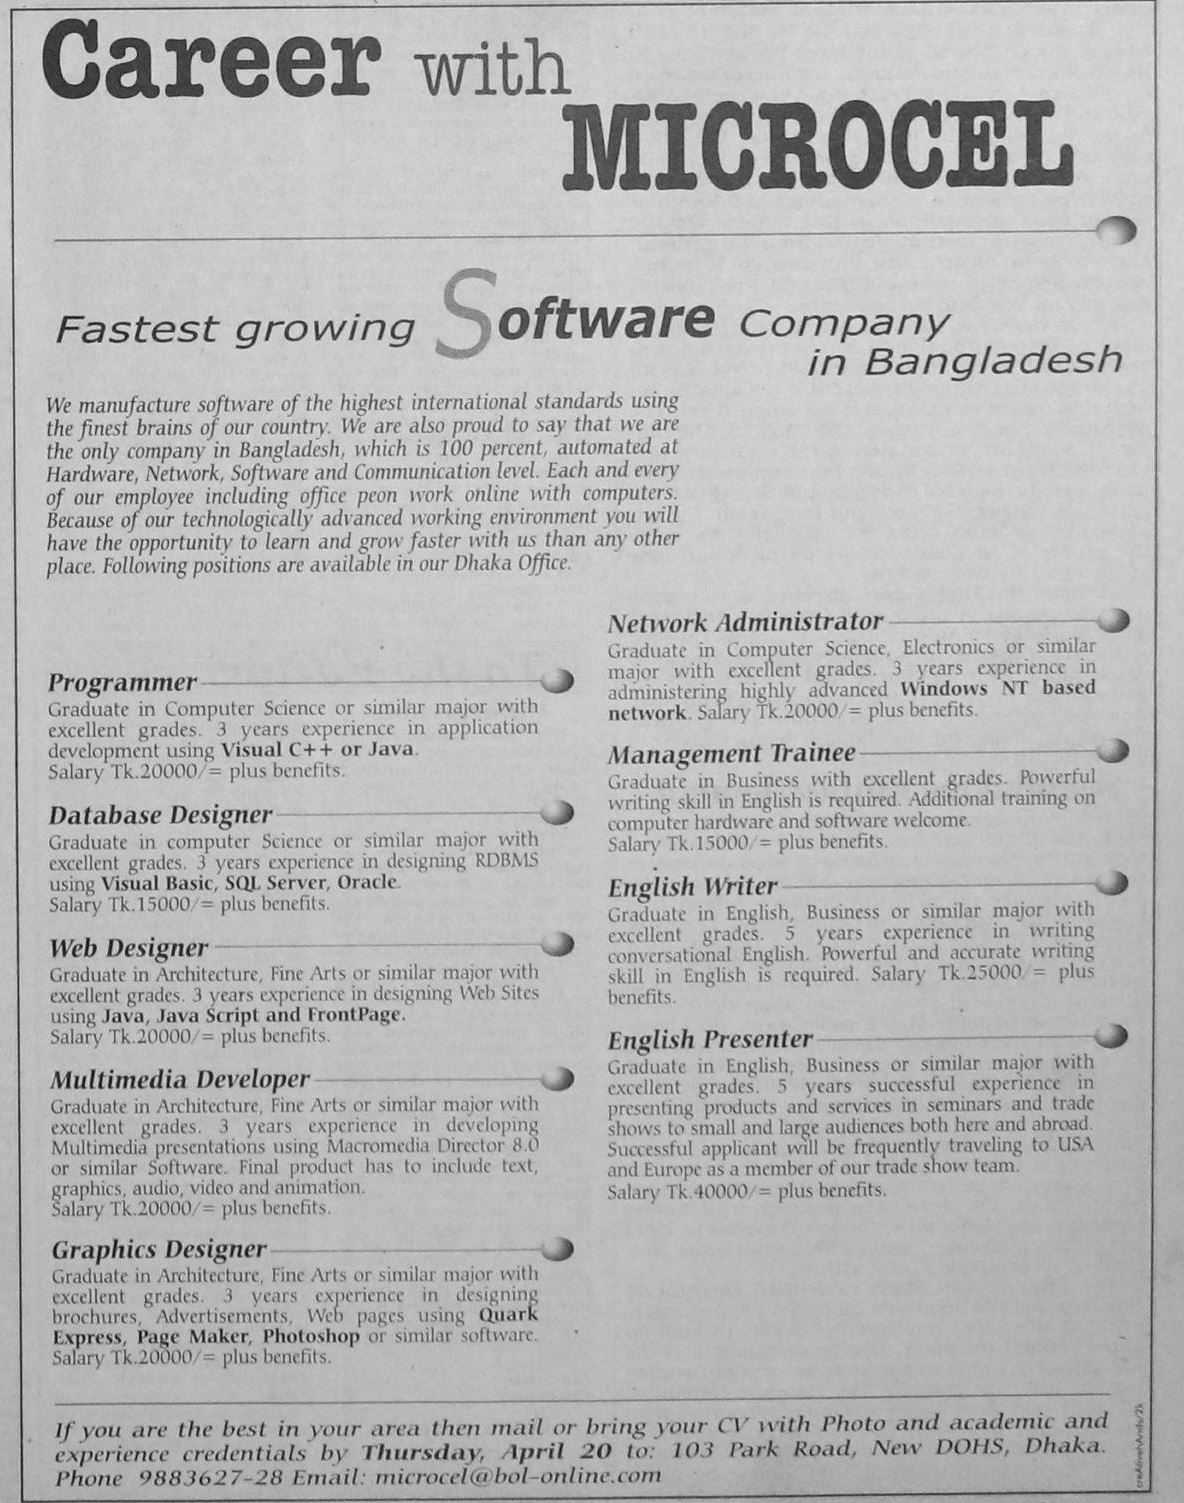 Career with
MICROCEL
Fastest growing Software Company
in Bangladesh
We manufacture software of the highest international standards using
the finest brains of our country. We are also proud to say that we are
the only company in Bangladesh, which is 100 percent, automated at
Hardware, Network, Software and Communication level. Each and every
of our employee including office peon work online with computers.
Because of our technologically advanced working environment you will
have the opportunity to learn and grow faster with us than any other
place. Following positions are available in our Dhaka Office.
Programmer
Graduate in Computer Science or similar major with
excellent grades. 3 years experience in application
development using Visual C++ or Java.
Salary Tk.20000/= plus benefits.
Database Designer
Graduate in computer Science or similar major with
excellent grades. 3 years experience in designing RDBMS
using Visual Basic, SQL Server, Oracle.
Salary Tk.15000/= plus benefits.
Web Designer
Graduate in Architecture, Fine Arts or similar major with
excellent grades. 3 years experience in designing Web Sites
using Java, Java Script and FrontPage.
Salary Tk.20000/= plus benefits.
Multimedia Developer
Graduate in Architecture, Fine Arts or similar major with
excellent grades. 3 years experience in developing
Multimedia presentations using Macromedia Director 8.0
or similar Software. Final product has to include text,
graphics, audio, video and animation.
Salary Tk.20000/= plus benefits.
Graphics Designer
Graduate in Architecture, Fine Arts or similar major with
excellent grades. 3 years experience in designing
brochures, Advertisements, Web pages using Quark
Express, Page Maker, Photoshop or similar software.
Salary Tk.20000/= plus benefits.
Network Administrator
Graduate in Computer Science, Electronics or similar
major with excellent grades. 3 years experience in
administering highly advanced Windows NT based
network. Salary Tk.20000/= plus benefits.
Management Trainee
Graduate in Business with excellent grades. Powerful
writing skill in English is required. Additional training on
computer hardware and software welcome.
Salary Tk.15000/= plus benefits.
English Writer
Graduate in English, Business or similar major with
excellent grades. 5 years experience in writing
conversational English. Powerful and accurate writing
skill in English is required. Salary Tk.25000/= plus
benefits.
English Presenter
Graduate in English, Business or similar major with
excellent grades. 5 years successful experience in
presenting products and services in seminars and trade
shows to small and large audiences both here and abroad.
Successful applicant will be frequently traveling to USA
and Europe as a member of our trade show team.
Salary Tk.40000/= plus benefits.
If you are the best in your area then mail or bring your CV with Photo and academic and
experience credentials by Thursday, April 20 to: 103 Park Road, New DOHS, Dhaka.
Phone 9883627-28 Email: microcel@bol-online.com